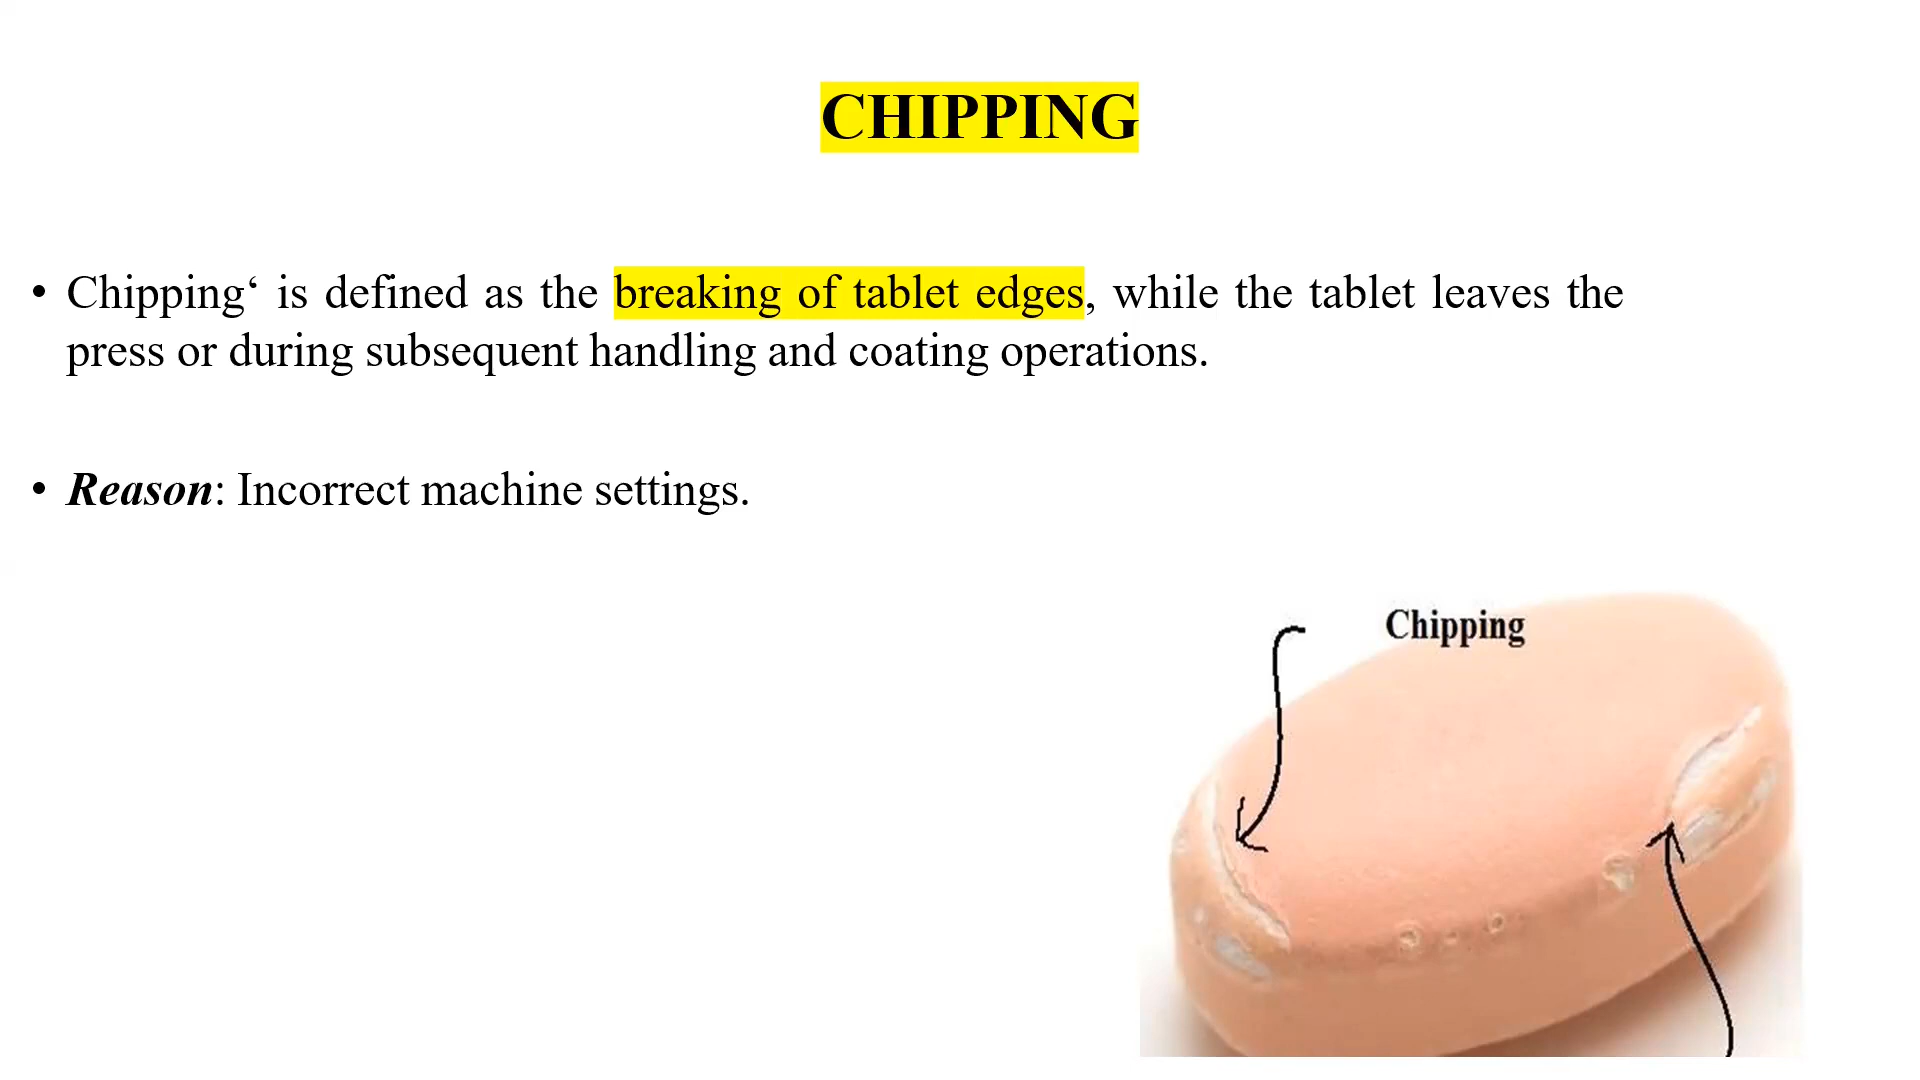 CHIPPING
• Chipping‘ is defined as the breaking of tablet edges, while the tablet leaves the
press or during subsequent handling and coating operations.
• Reason: Incorrect machine settings.
Chipping